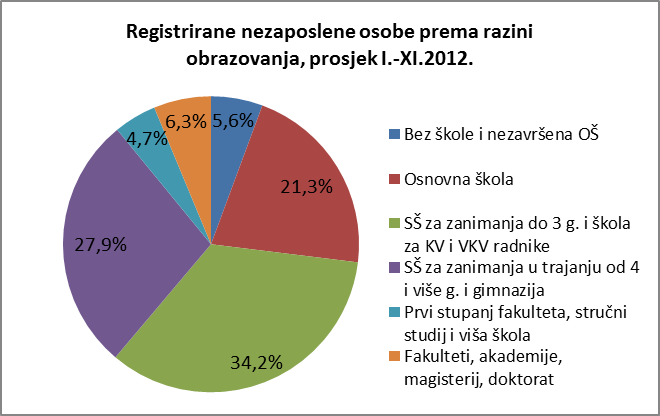 Registrirane nezaposlene osobe prema razini
obrazovanja, prosjek I.-XI.2012.
5,6%
21,3%
34,2%
27,9%
4,7%
6,3%
Bez škole i nezavršena OŠ
Osnovna škola
SŠ za zanimanja do 3 g. i škola
za KV i VKV radnike
SŠ za zanimanja u trajanju od 4
i više g. i gimnazija
Prvi stupanj fakulteta, stručni
studij i viša škola
Fakulteti, akademije,
magisterij, doktorat